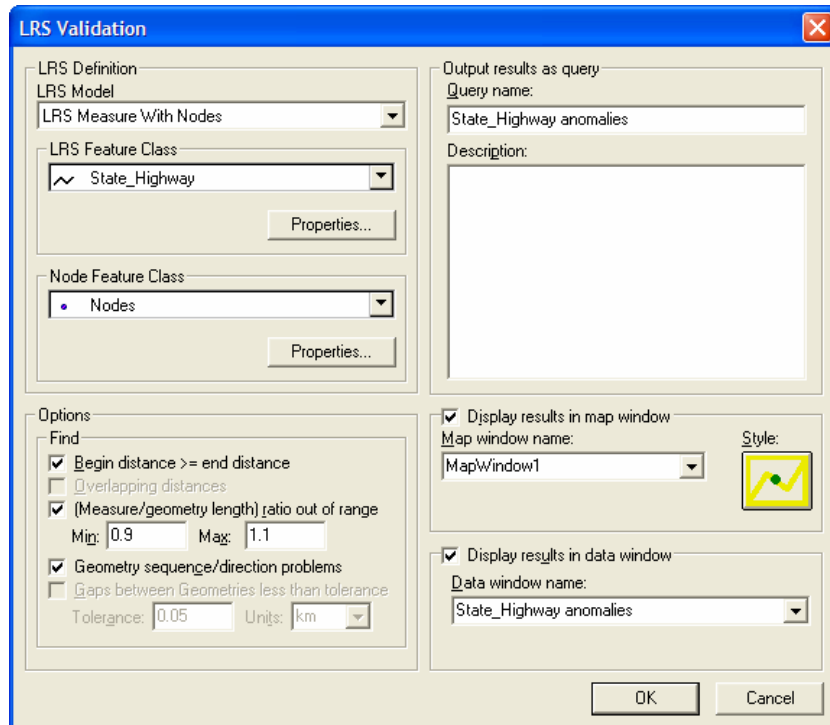 LRS Validation
LRS Definition
LRS Model
LRS Measure With Nodes
LRS Feature Class
State_Highway
Properties...
Node Feature Class
Nodes
Properties...
Options
Find
Begin distance >= end distance
Overlapping distances
(Measure/geometry length) ratio out of range
Min: 0.9 Max: 1.1
Geometry sequence/direction problems
Gaps between Geometries less than tolerance
Tolerance: 0.05 Units: km
Output results as query
Query name:
State_Highway anomalies
Description:
Display results in map window
Map window name: Style:
MapWindow1
Display results in data window
Data window name:
State_Highway anomalies
OK Cancel